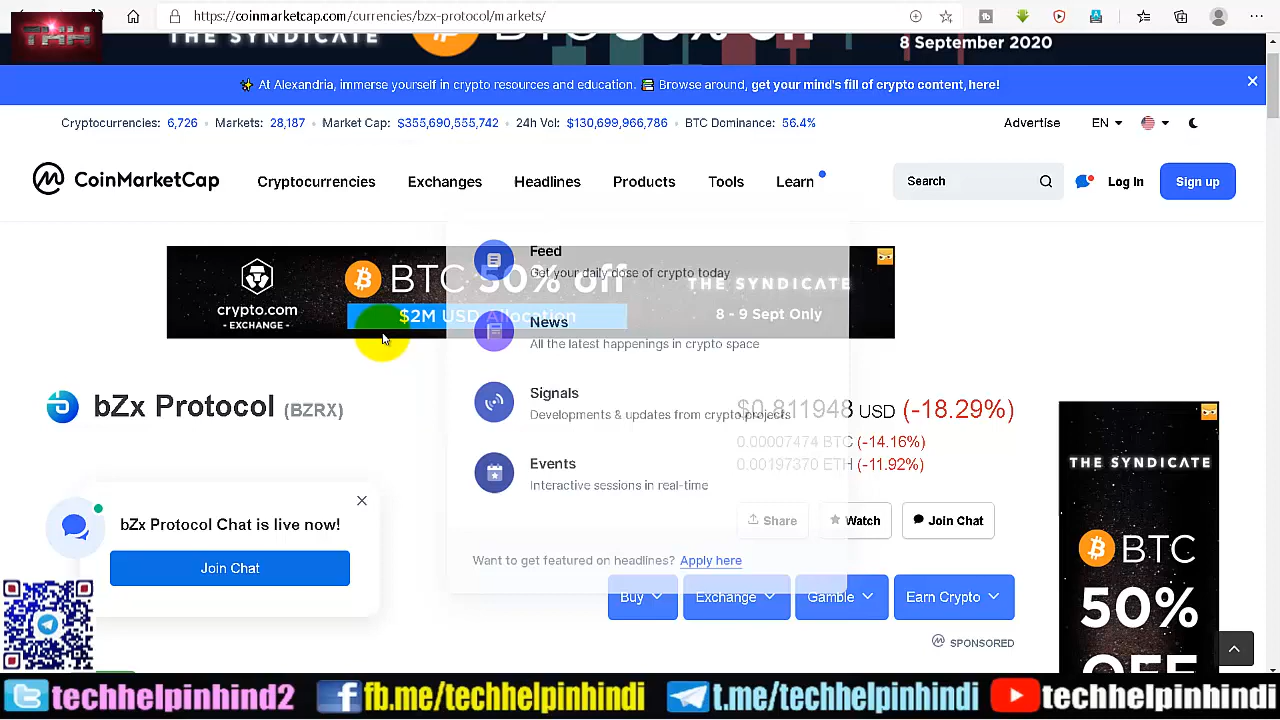 https://coinmarketcap.com/currencies/bzx-protocol/markets/
THH
THE SYNDICATE
BTC 50% off
8 September 2020
At Alexandria, immerse yourself in crypto resources and education. Browse around, get your mind's fill of crypto content, here!
Cryptocurrencies: 6,726 • Markets: 28,187 • Market Cap: $355,690,555,742 • 24h Vol: $130,699,966,786 • BTC Dominance: 56.4%
Advertise
EN
CoinMarketCap
Cryptocurrencies
Exchanges
Headlines
Products
Tools
Learn
Search
Log In
Sign up
crypto.com
- EXCHANGE -
BTC 50% off
$2M USD Allocation
THE SYNDICATE
8 - 9 Sept Only
Feed
Get your daily dose of crypto today
News
All the latest happenings in crypto space
Signals
Developments & updates from crypto projects
Events
Interactive sessions in real-time
Want to get featured on headlines? Apply here
bZx Protocol (BZRX)
$0.811948 USD (-18.29%)
0.00007474 BTC (-14.16%)
0.00197370 ETH (-11.92%)
Share
Watch
Join Chat
bZx Protocol Chat is live now!
Join Chat
Buy
Exchange
Gamble
Earn Crypto
SPONSORED
THE SYNDICATE
BTC
50%
OFF
techhelpinhindi2
fb.me/techhelpinhindi
t.me/techhelpinhindi
techhelpinhindi